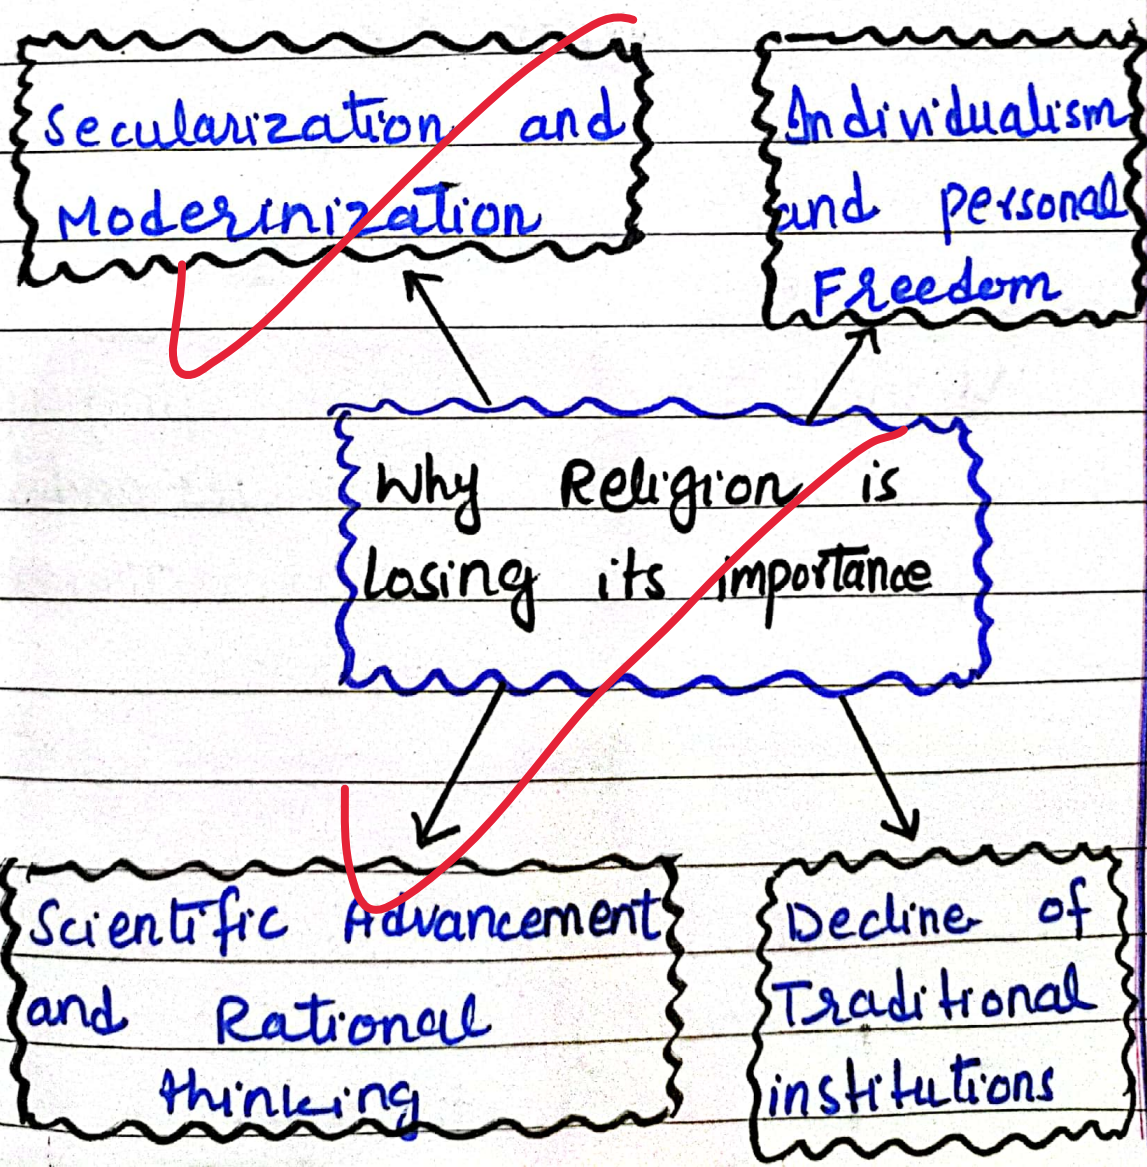 Secularization and
Moderinization
Individualism
and personal
Freedom
Why Religion is
Losing its importance
Scientific Advancement
and Rational
thinking
Decline of
Traditional
institutions